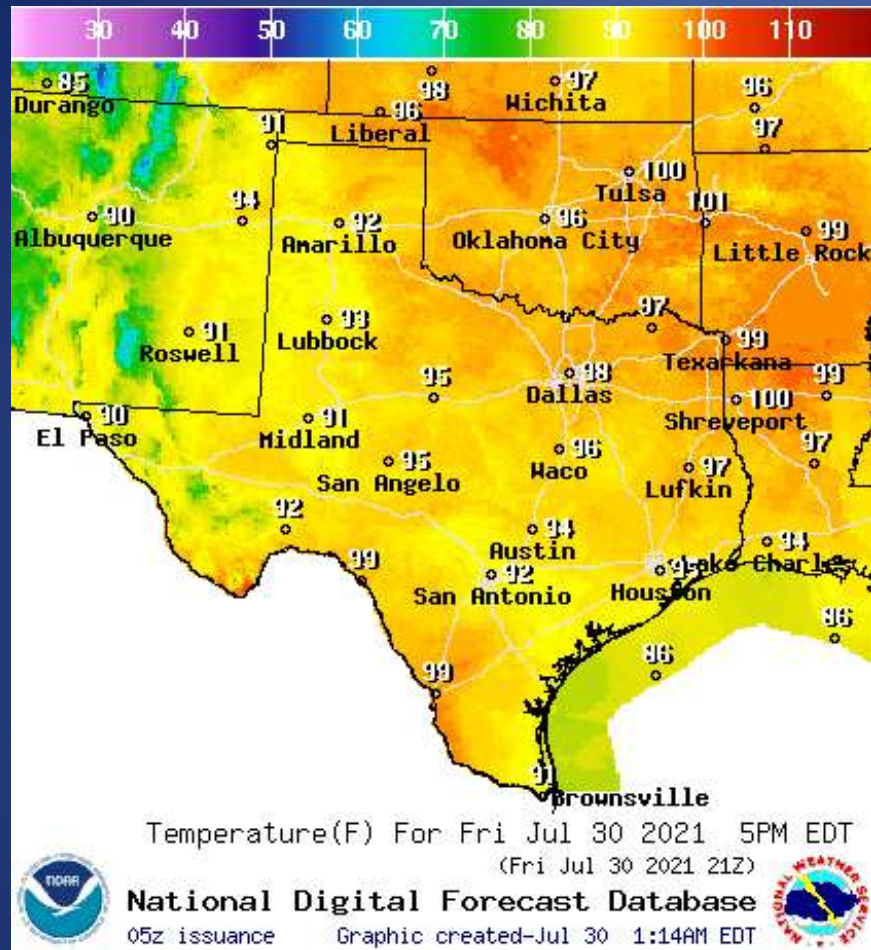 30 40 50 60 70 80 90 100 110
85
Durango
98
97
Wichita
96
96
Liberal
91
97
100
Tulsa
90
Albuquerque
94
92
Amarillo
96
Oklahoma City
101
99
Little Rock
91
Roswell
93
Lubbock
97
99
Texarkana
98
Dallas
95
99
100
Shreveport
90
El Paso
91
Midland
95
San Angelo
96
Waco
97
Lufkin
97
92
94
Austin
94
Lake Charles
99
92
San Antonio
Houston
86
86
99
91
Brownsville
Temperature(F) For Fri Jul 30 2021 5PM EDT
(Fri Jul 30 2021 21Z)
NOAA
National Digital Forecast Database
05z issuance Graphic created-Jul 30 1:14AM EDT
NATIONAL WEATHER SERVICE